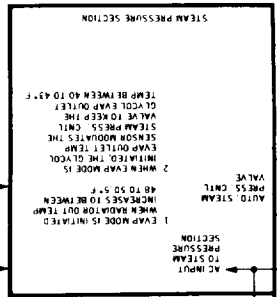 AC INPUT
TO STEAM
PRESSURE
SECTION
AUTO. STEAM
PRESS. CNTL
VALVE
1 EVAP MODE IS INITIATED
WHEN RADIATOR OUT TEMP
INCREASES BETWEEN
48 TO 50.5° F
2 WHEN EVAP MODE IS
INITIATED, THE GLYCOL
EVAP OUTLET TEMP
SENSOR MODUATES THE
STEAM PRESS. CNTL
VALVE TO KEEP THE
GLYCOL EVAP OUTLET
TEMP BETWEEN 40 TO 43° F
STEAM PRESSURE SECTION